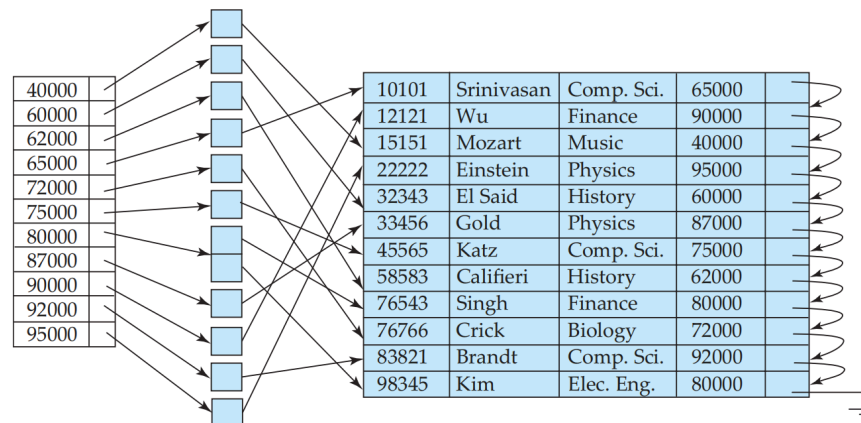 40000
60000
62000
65000
72000
75000
80000
87000
90000
92000
95000
10101 Srinivasan Comp. Sci. 65000
12121 Wu Finance 90000
15151 Mozart Music 40000
22222 Einstein Physics 95000
32343 El Said History 60000
33456 Gold Physics 87000
45565 Katz Comp. Sci. 75000
58583 Califieri History 62000
76543 Singh Finance 80000
76766 Crick Biology 72000
83821 Brandt Comp. Sci. 92000
98345 Kim Elec. Eng. 80000